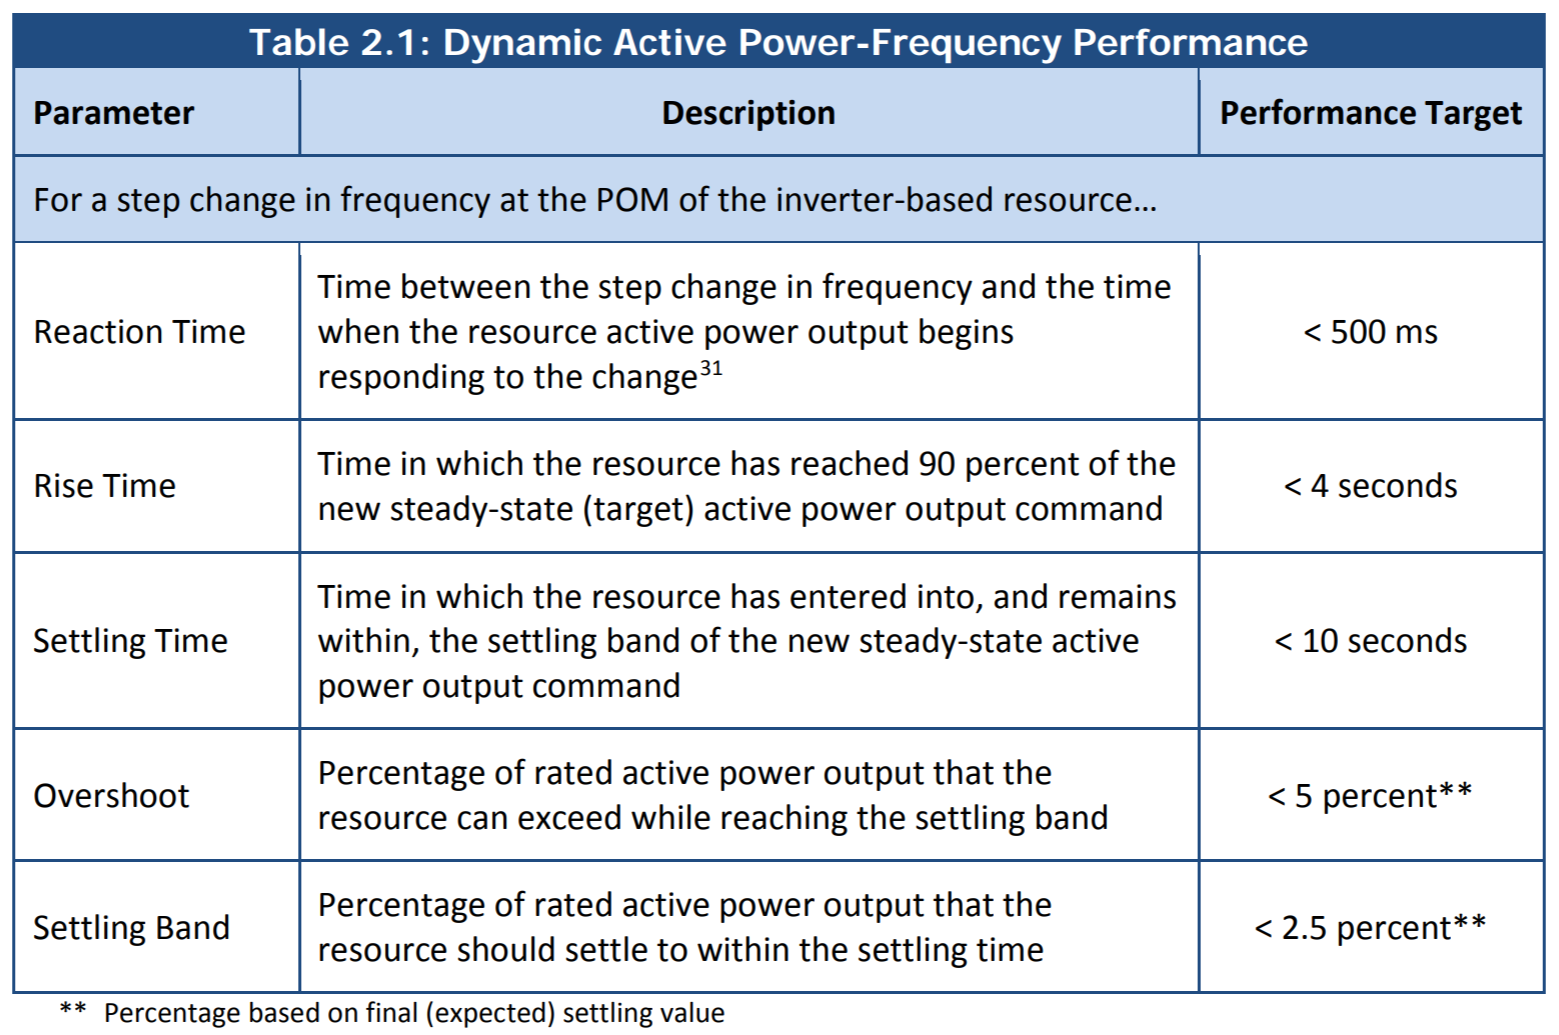 Table 2.1: Dynamic Active Power-Frequency Performance
Parameter
Description
Performance Target
For a step change in frequency at the POM of the inverter-based resource…
Reaction Time
Time between the step change in frequency and the time
when the resource active power output begins
responding to the change31
< 500 ms
Rise Time
Time in which the resource has reached 90 percent of the
new steady-state (target) active power output command
< 4 seconds
Settling Time
Time in which the resource has entered into, and remains
within, the settling band of the new steady-state active
power output command
< 10 seconds
Overshoot
Percentage of rated active power output that the
resource can exceed while reaching the settling band
< 5 percent**
Settling Band
Percentage of rated active power output that the
resource should settle to within the settling time
< 2.5 percent**
** Percentage based on final (expected) settling value